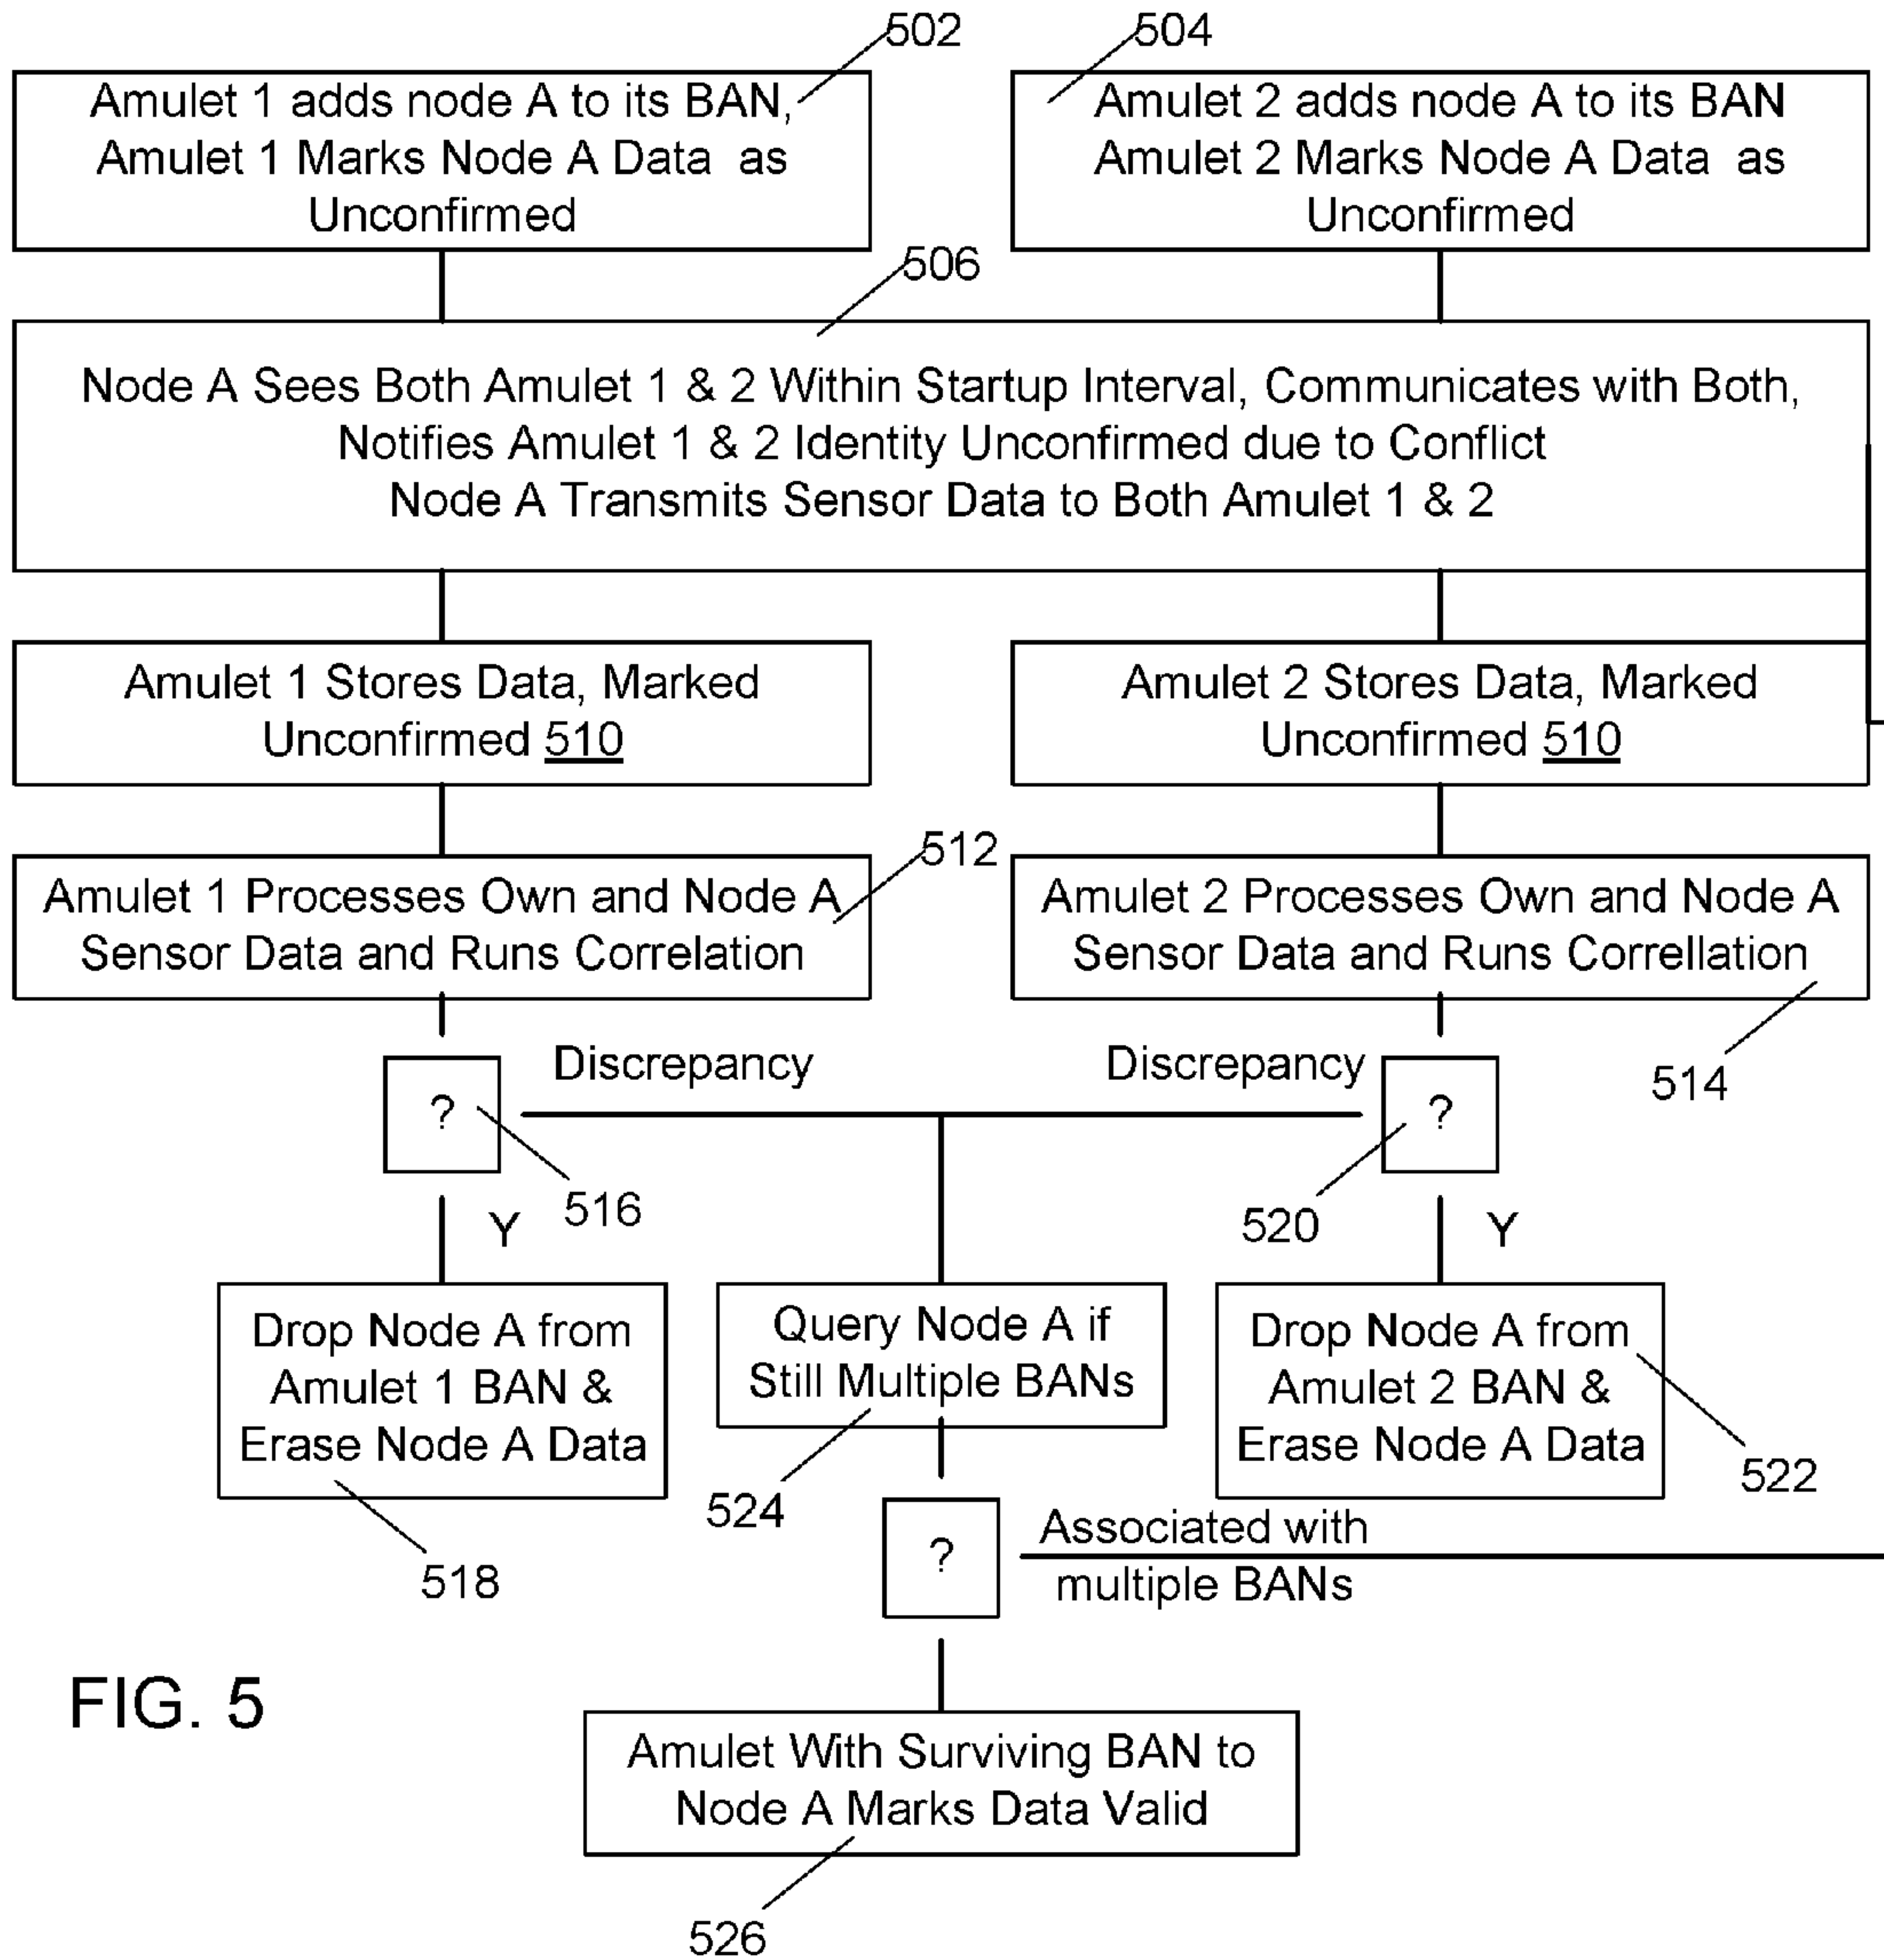 502
504
Amulet 1 adds node A to its BAN,
Amulet 1 Marks Node A Data as
Unconfirmed
Amulet 2 adds node A to its BAN
Amulet 2 Marks Node A Data as
Unconfirmed
506
Node A Sees Both Amulet 1 & 2 Within Startup Interval, Communicates with Both,
Notifies Amulet 1 & 2 Identity Unconfirmed due to Conflict
Node A Transmits Sensor Data to Both Amulet 1 & 2
Amulet 1 Stores Data, Marked
Unconfirmed 510
Amulet 2 Stores Data, Marked
Unconfirmed 510
512
Amulet 1 Processes Own and Node A
Sensor Data and Runs Correlation
Amulet 2 Processes Own and Node A
Sensor Data and Runs Correllation
514
Discrepancy
Discrepancy
?
?
516
520
Y
Y
Drop Node A from
Amulet 1 BAN &
Erase Node A Data
Query Node A if
Still Multiple BANs
Drop Node A from
Amulet 2 BAN &
Erase Node A Data
522
524
518
?
Associated with
multiple BANs
FIG. 5
Amulet With Surviving BAN to
Node A Marks Data Valid
526